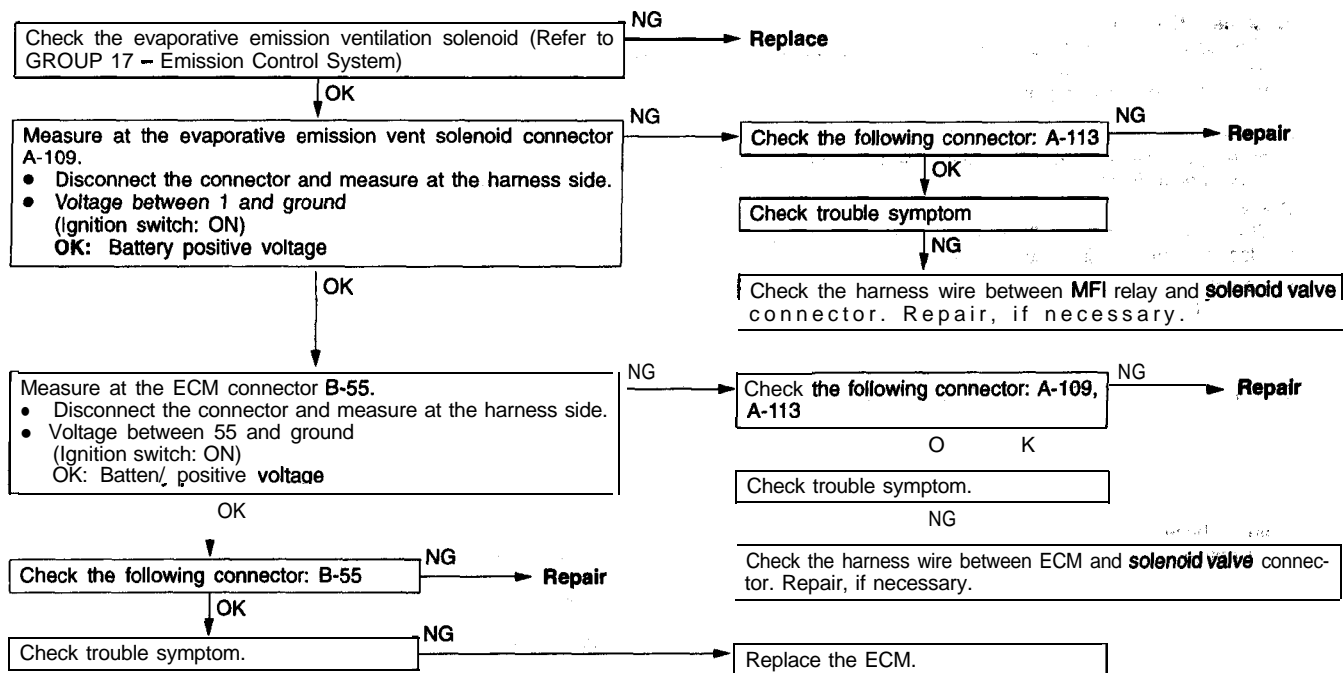 NG
Check the evaporative emission ventilation solenoid (Refer to
GROUP 17 – Emission Control System)
Replace
OK
NG
Measure at the evaporative emission vent solenoid connector
A-109.
● Disconnect the connector and measure at the harness side.
● Voltage between 1 and ground
(Ignition switch: ON)
OK: Battery positive voltage
Check the following connector: A-113
NG
Repair
OK
Check trouble symptom
NG
OK
Check the harness wire between MFI relay and solenoid valve
connector. Repair, if necessary.
NG
Measure at the ECM connector B-55.
● Disconnect the connector and measure at the harness side.
● Voltage between 55 and ground
(Ignition switch: ON)
OK: Batten/ positive voltage
Check the following connector: A-109,
A-113
NG
Repair
O K
Check trouble symptom.
NG
OK
Check the harness wire between ECM and solenoid valve connec-
tor. Repair, if necessary.
Check the following connector: B-55
NG
Repair
OK
Check trouble symptom.
NG
Replace the ECM.